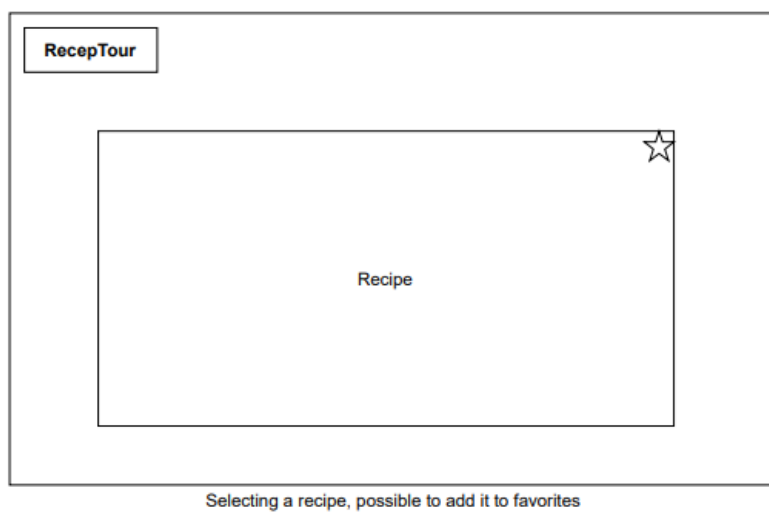 RecepTour
Recipe
Selecting a recipe, possible to add it to favorites